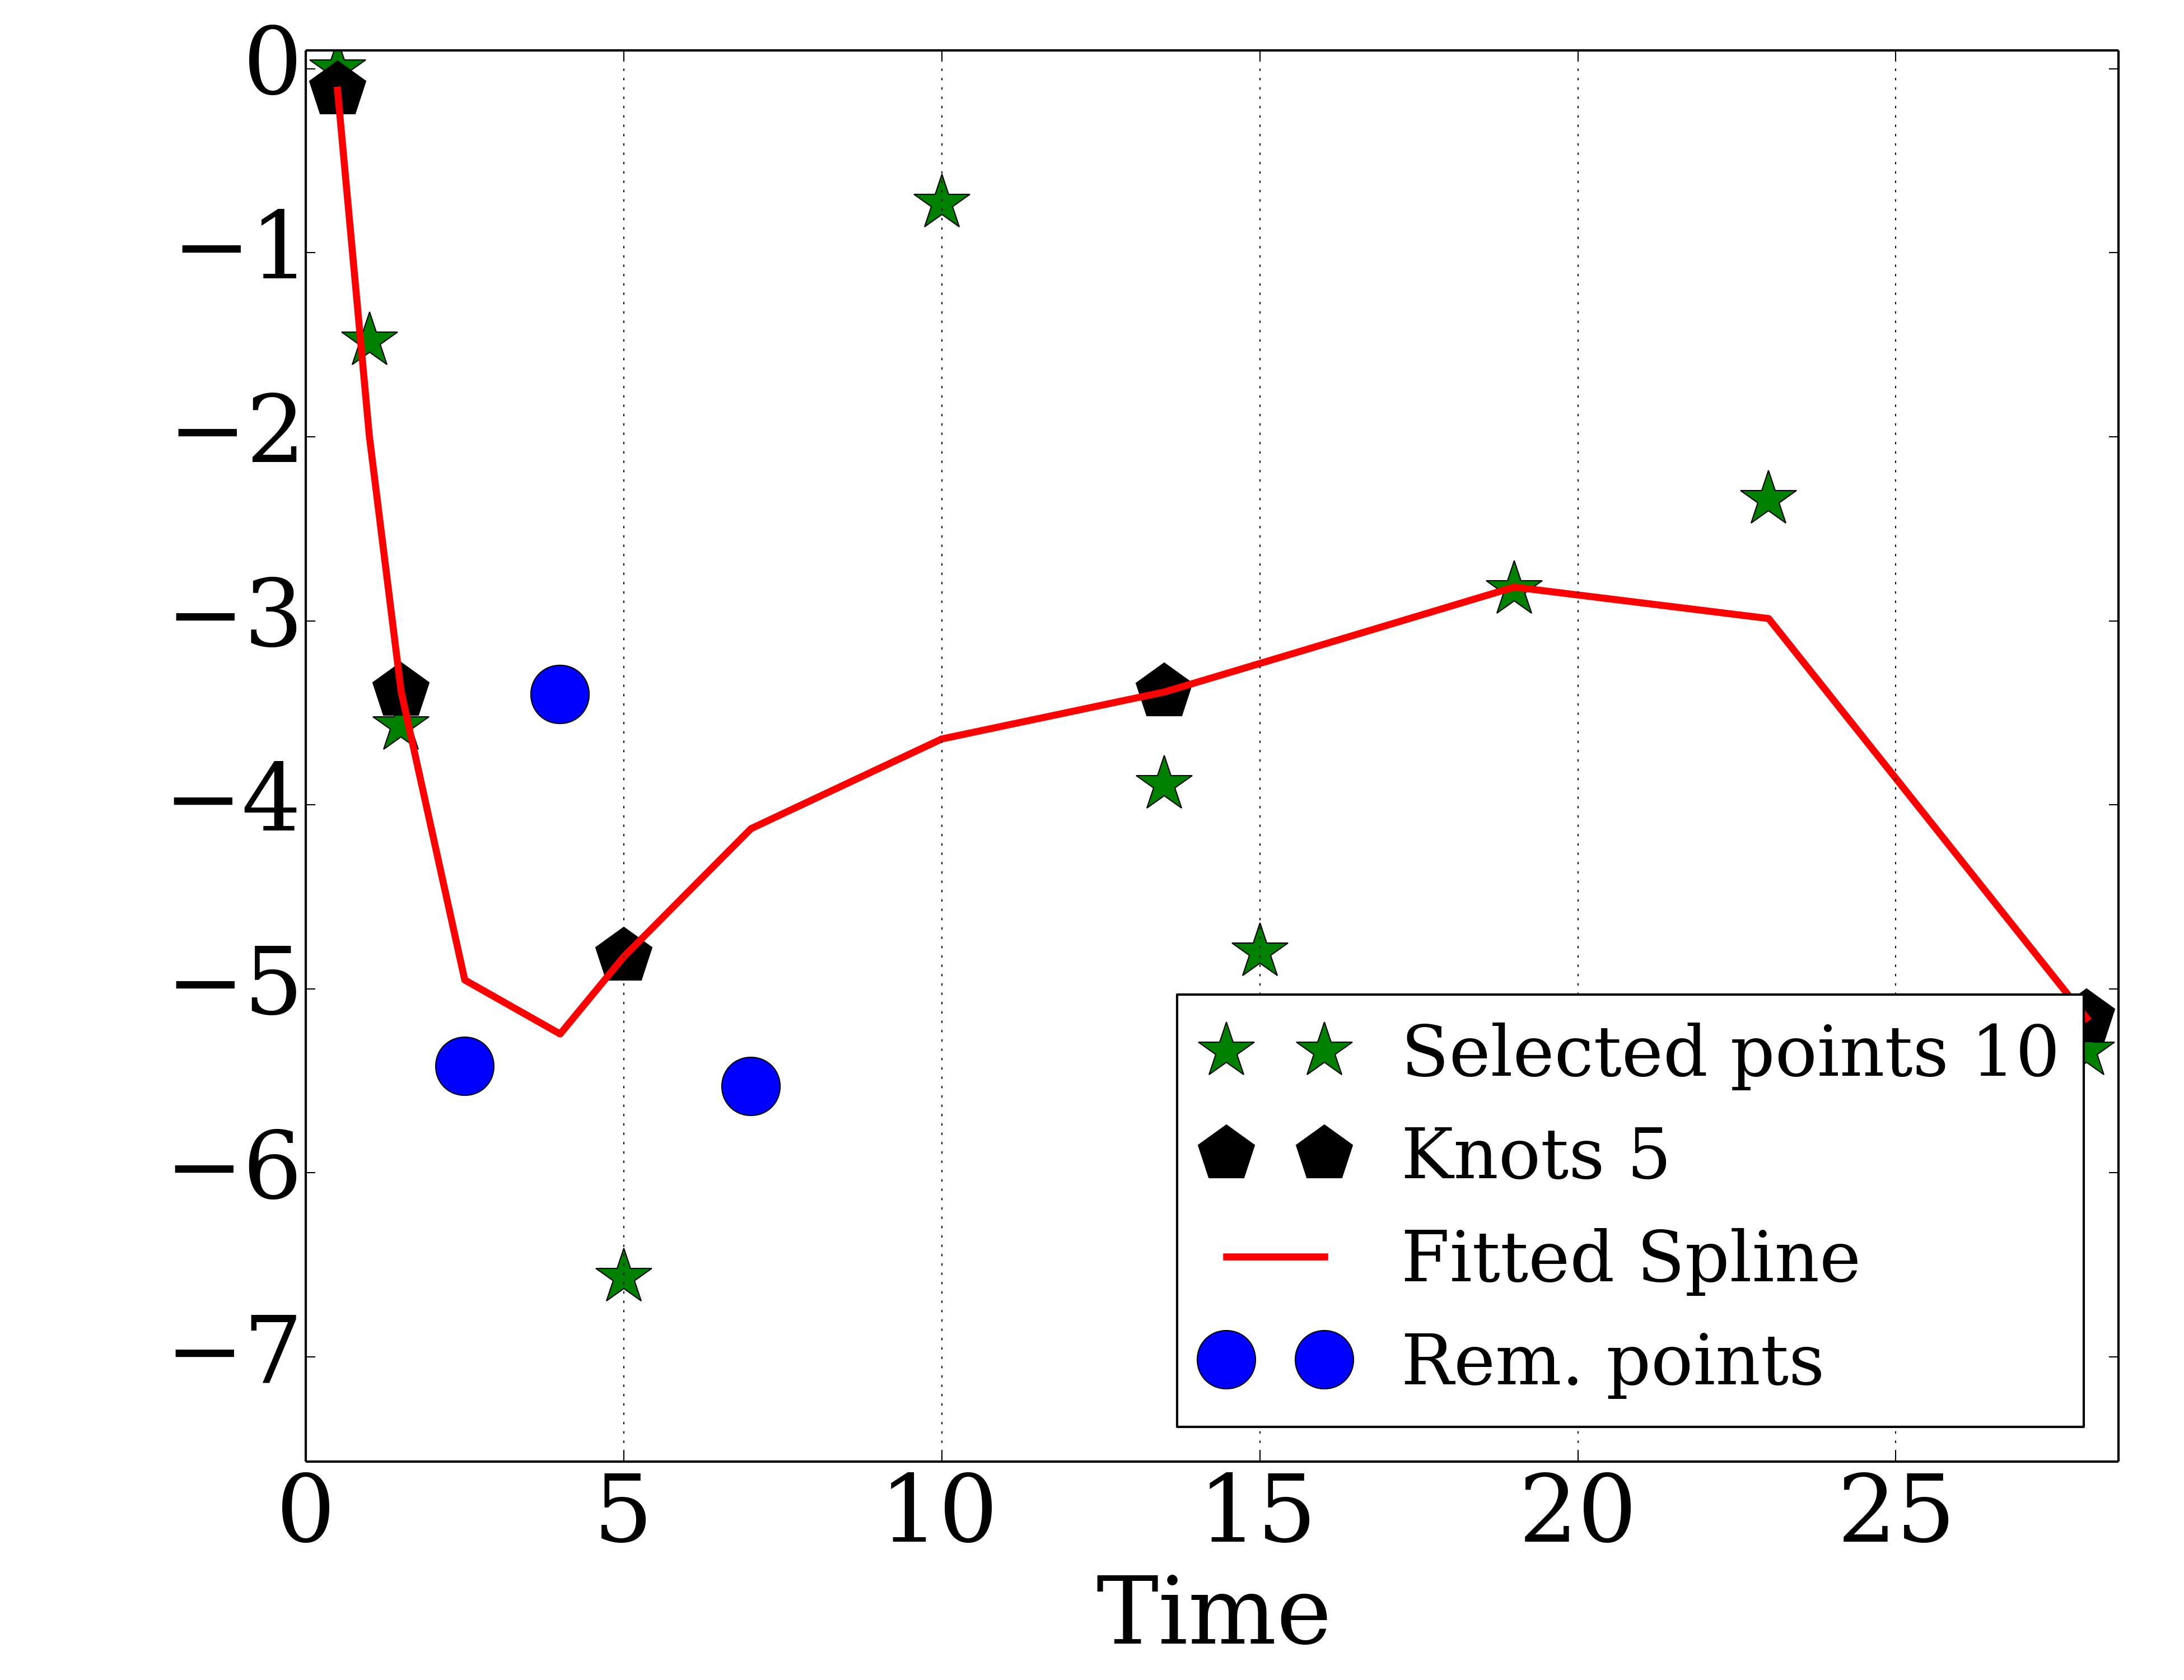 0
−1
−2
−3
−4
−5
−6
−7
Selected points 10
Knots 5
Fitted Spline
Rem. points
0 5 10 15 20 25
Time